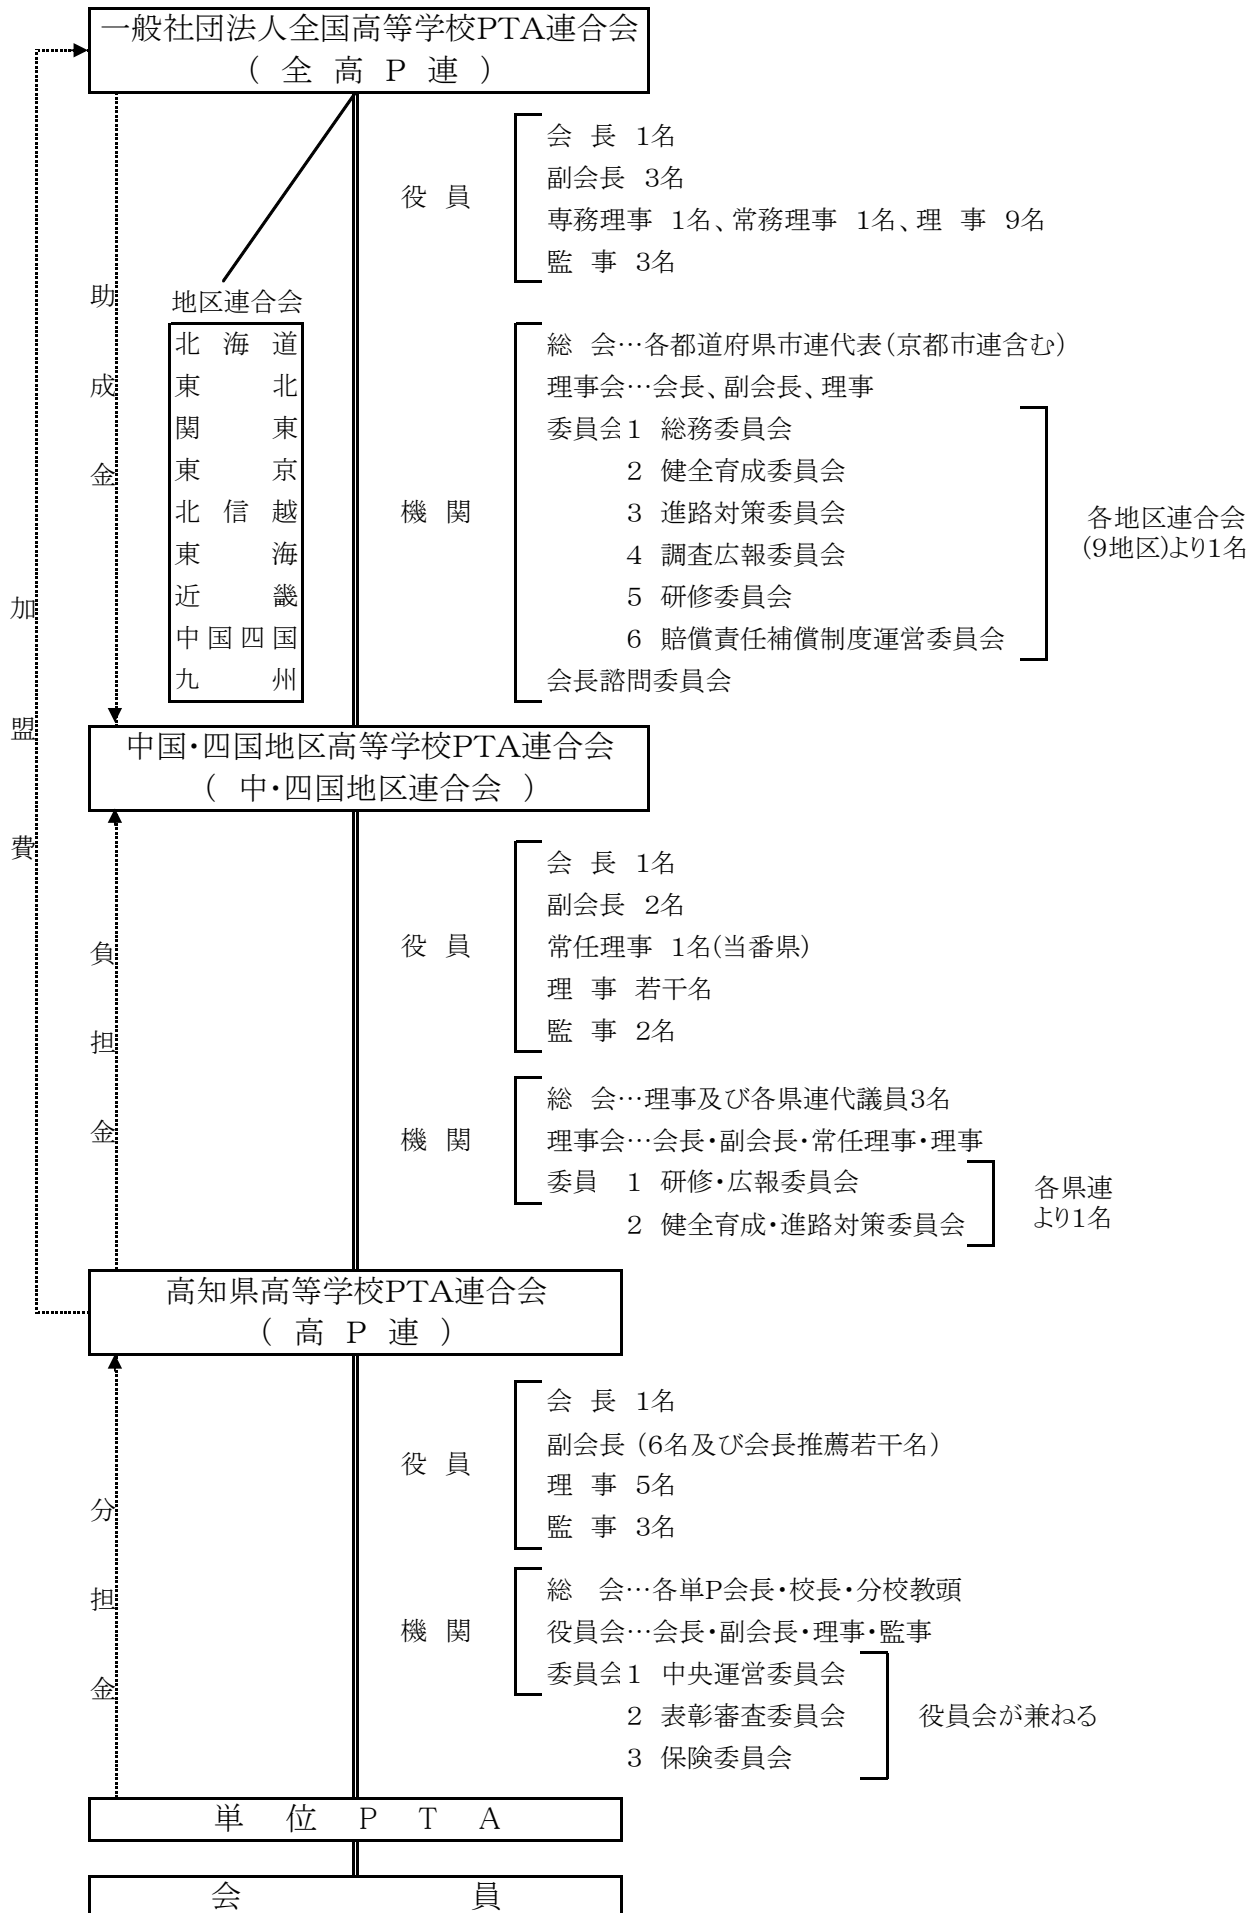 一般社団法人全国高等学校PTA連合会
( 全 高 P 連 )
役 員
会 長 1名
副会長 3名
専務理事 1名、常務理事 1名、理 事 9名
監 事 3名
助成金
地区連合会
北 海 道
東 北
関 東
東 京
北 信 越
東 海
近 畿
中国四国
九 州
機 関
総 会…各都道府県市連代表(京都市連含む)
理事会…会長、副会長、理事
委員会1 総務委員会
2 健全育成委員会
3 進路対策委員会
4 調査広報委員会
5 研修委員会
6 賠償責任補償制度運営委員会
会長諮問委員会
各地区連合会
(9地区)より1名
加盟費
中国・四国地区高等学校PTA連合会
( 中・四国地区連合会 )
役 員
会 長 1名
副会長 2名
常任理事 1名(当番県)
理 事 若干名
監 事 2名
負担金
機 関
総 会…理事及び各県連代議員3名
理事会…会長・副会長・常任理事・理事
委員 1 研修・広報委員会
2 健全育成・進路対策委員会
各県連
より1名
高知県高等学校PTA連合会
( 高 P 連 )
役 員
会 長 1名
副会長 (6名及び会長推薦若干名)
理 事 5名
監 事 3名
分担金
機 関
総 会…各単P会長・校長・分校教頭
役員会…会長・副会長・理事・監事
委員会1 中央運営委員会
2 表彰審査委員会
3 保険委員会
役員会が兼ねる
単 位 P T A
会 員